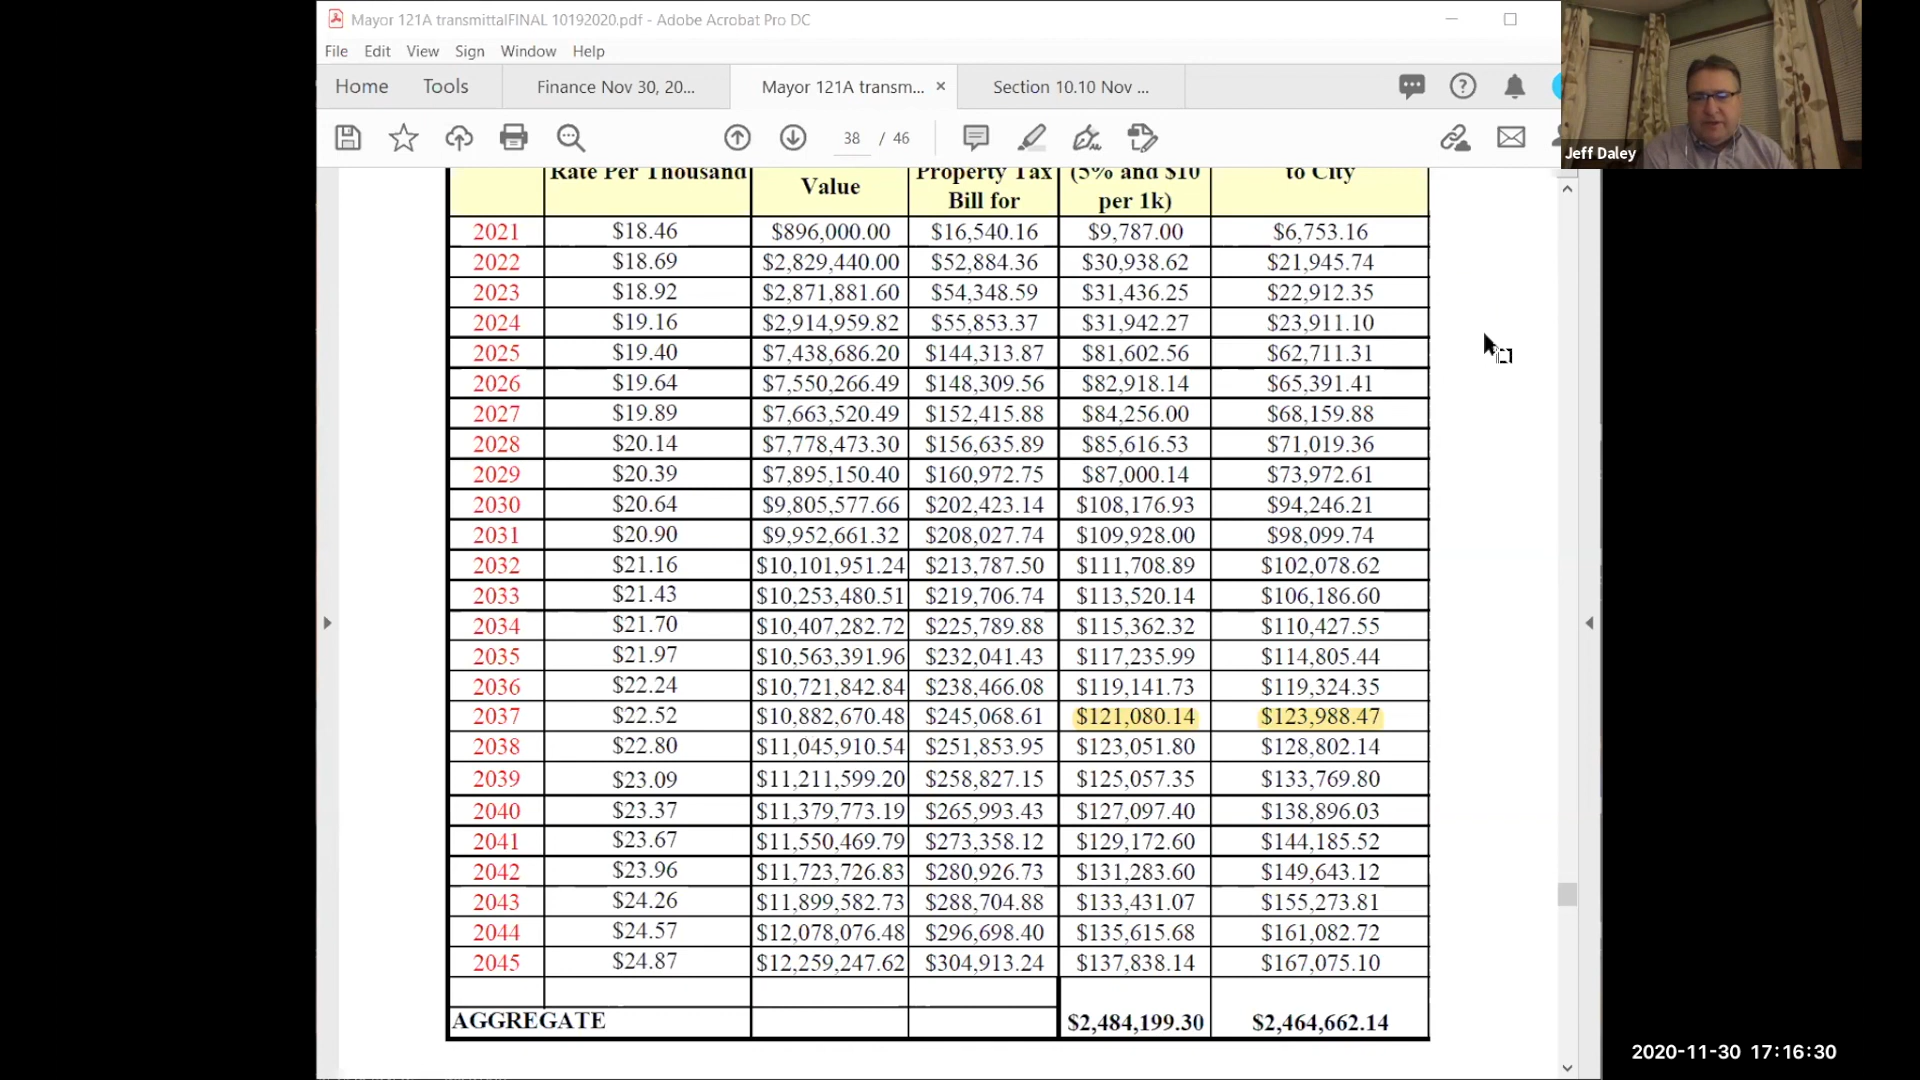 Mayor 121A transmittalFINAL 10192020.pdf - Adobe Acrobat Pro DC
File Edit View Sign Window Help
Home Tools Finance Nov 30, 20... Mayor 121A transm... × Section 10.10 Nov ...
38 / 46
Jeff Daley
Rate Per Thousand Value Property Tax Bill for (5% and $10 per 1k) to City
2021 $18.46 $896,000.00 $16,540.16 $9,787.00 $6,753.16
2022 $18.69 $2,829,440.00 $52,884.36 $30,938.62 $21,945.74
2023 $18.92 $2,871,881.60 $54,348.59 $31,436.25 $22,912.35
2024 $19.16 $2,914,959.82 $55,853.37 $31,942.27 $23,911.10
2025 $19.40 $7,438,686.20 $144,313.87 $81,602.56 $62,711.31
2026 $19.64 $7,550,266.49 $148,309.56 $82,918.14 $65,391.41
2027 $19.89 $7,663,520.49 $152,415.88 $84,256.00 $68,159.88
2028 $20.14 $7,778,473.30 $156,635.89 $85,616.53 $71,019.36
2029 $20.39 $7,895,150.40 $160,972.75 $87,000.14 $73,972.61
2030 $20.64 $9,805,577.66 $202,423.14 $108,176.93 $94,246.21
2031 $20.90 $9,952,661.32 $208,027.74 $109,928.00 $98,099.74
2032 $21.16 $10,101,951.24 $213,787.50 $111,708.89 $102,078.62
2033 $21.43 $10,253,480.51 $219,706.74 $113,520.14 $106,186.60
2034 $21.70 $10,407,282.72 $225,789.88 $115,362.32 $110,427.55
2035 $21.97 $10,563,391.96 $232,041.43 $117,235.99 $114,805.44
2036 $22.24 $10,721,842.84 $238,466.08 $119,141.73 $119,324.35
2037 $22.52 $10,882,670.48 $245,068.61 $121,080.14 $123,988.47
2038 $22.80 $11,045,910.54 $251,853.95 $123,051.80 $128,802.14
2039 $23.09 $11,211,599.20 $258,827.15 $125,057.35 $133,769.80
2040 $23.37 $11,379,773.19 $265,993.43 $127,097.40 $138,896.03
2041 $23.67 $11,550,469.79 $273,358.12 $129,172.60 $144,185.52
2042 $23.96 $11,723,726.83 $280,926.73 $131,283.60 $149,643.12
2043 $24.26 $11,899,582.73 $288,704.88 $133,431.07 $155,273.81
2044 $24.57 $12,078,076.48 $296,698.40 $135,615.68 $161,082.72
2045 $24.87 $12,259,247.62 $304,913.24 $137,838.14 $167,075.10
AGGREGATE $2,484,199.30 $2,464,662.14
2020-11-30 17:16:30